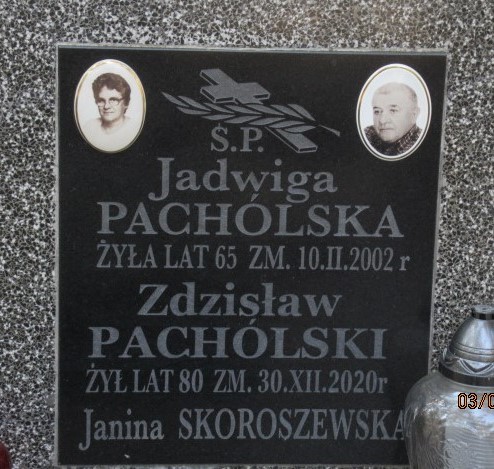 Ś.P.
Jadwiga
PACHÓLSKA
ŻYŁA LAT 65 ZM. 10.II.2002 r
Zdzisław
PACHÓLSKI
ŻYŁ LAT 80 ZM. 30.XII.2020r
Janina SKOROSZEWSKA